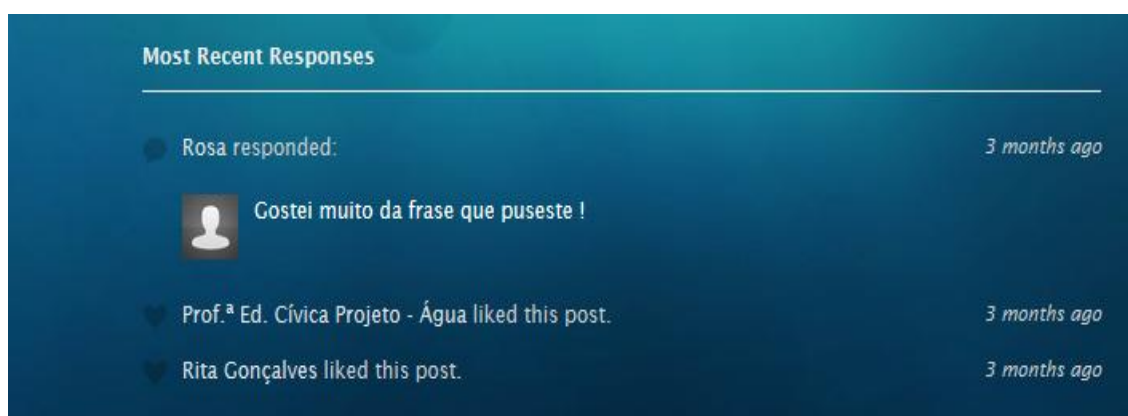 Most Recent Responses
Rosa responded: 3 months ago
Gostei muito da frase que puseste !
Prof.ª Ed. Cívica Projeto - Água liked this post. 3 months ago
Rita Gonçalves liked this post. 3 months ago